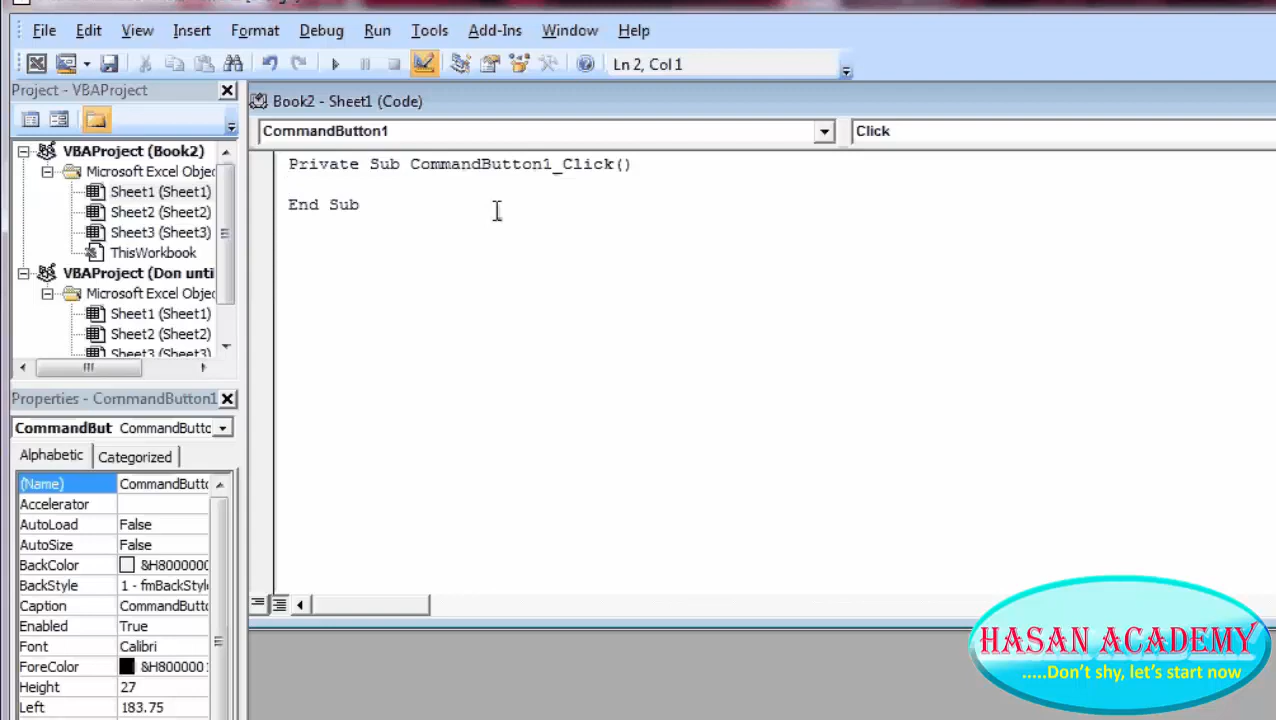 File Edit View Insert Format Debug Run Tools Add-Ins Window Help
Ln 2, Col 1
Project - VBAProject
VBAProject (Book2)
Microsoft Excel Objec
Sheet1 (Sheet1)
Sheet2 (Sheet2)
Sheet3 (Sheet3)
ThisWorkbook
VBAProject (Don unti
Microsoft Excel Objec
Sheet1 (Sheet1)
Sheet2 (Sheet2)
Sheet3 (Sheet3)
Properties - CommandButton1
CommandBut CommandButto
Alphabetic Categorized
(Name) CommandButto
Accelerator
AutoLoad False
AutoSize False
BackColor &H8000000
BackStyle 1 - fmBackStyle
Caption CommandButto
Enabled True
Font Calibri
ForeColor &H8000001
Height 27
Left 183.75
Book2 - Sheet1 (Code)
CommandButton1 Click
Private Sub CommandButton1_Click()
End Sub
HASAN ACADEMY
.....Don't shy, let's start now